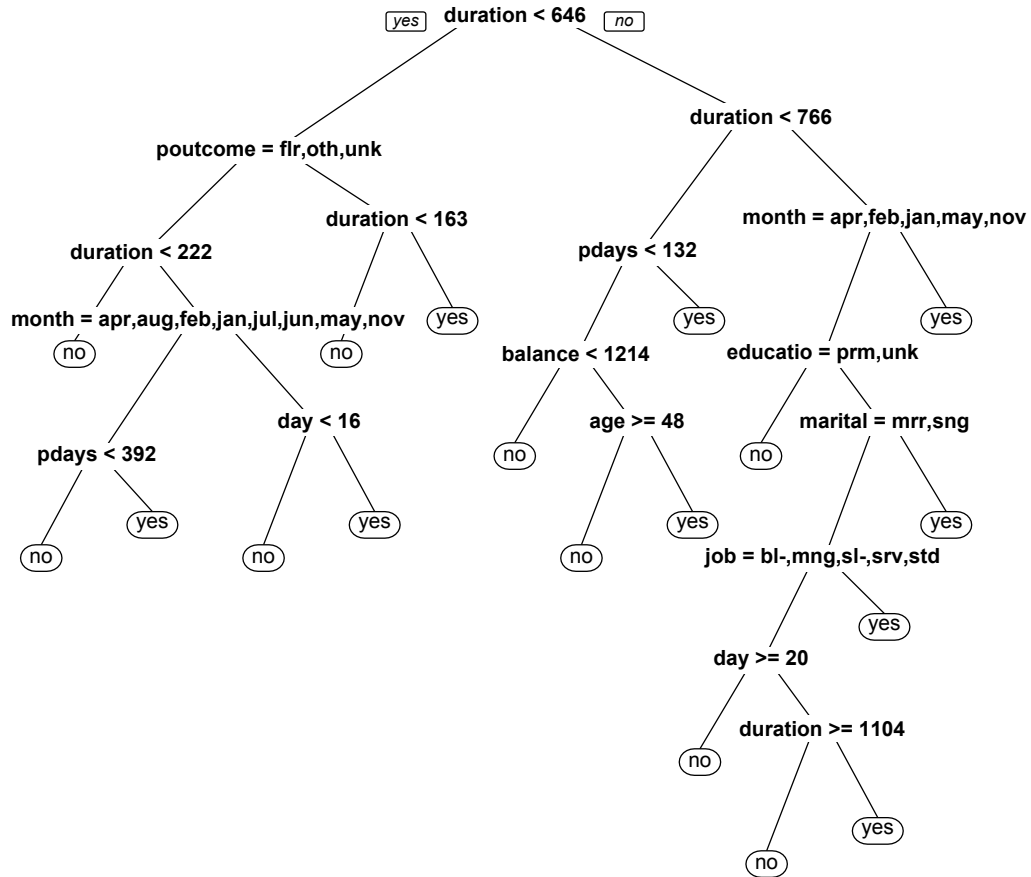 yes
duration < 646
no
duration < 766
poutcome = flr,oth,unk
duration < 163
month = apr,feb,jan,may,nov
duration < 222
pdays < 132
month = apr,aug,feb,jan,jul,jun,may,nov
yes
yes
yes
no
no
balance < 1214
educatio = prm,unk
day < 16
age >= 48
marital = mrr,sng
pdays < 392
no
no
yes
yes
yes
yes
no
no
no
job = bl-,mng,sl-,srv,std
yes
day >= 20
duration >= 1104
no
yes
no